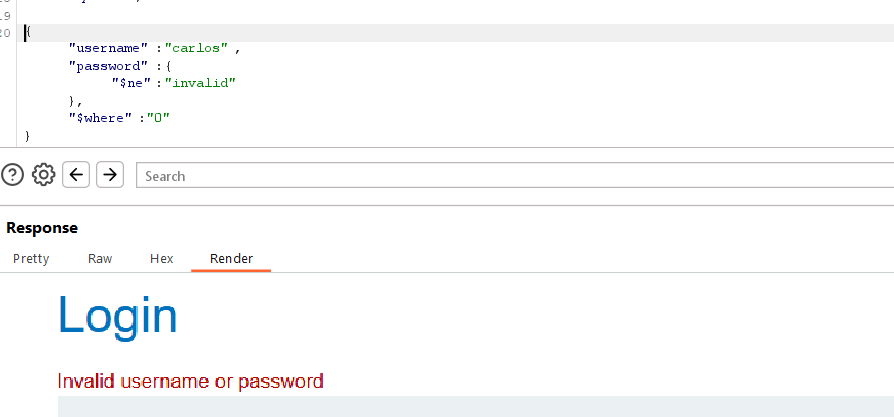 19
20
{
"username" :"carlos" ,
"password" :{
"$ne" :"invalid"
},
"$where" :"0"
}
Search
Response
Pretty Raw Hex Render
Login
Invalid username or password